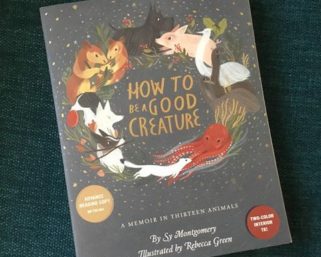 HOW TO
BE A GOOD
CREATURE
A MEMOIR IN THIRTEEN ANIMALS
ADVANCE
READING COPY
By Sy Montgomery
Illustrated by Rebecca Green
TWO-COLOR
INTERIOR